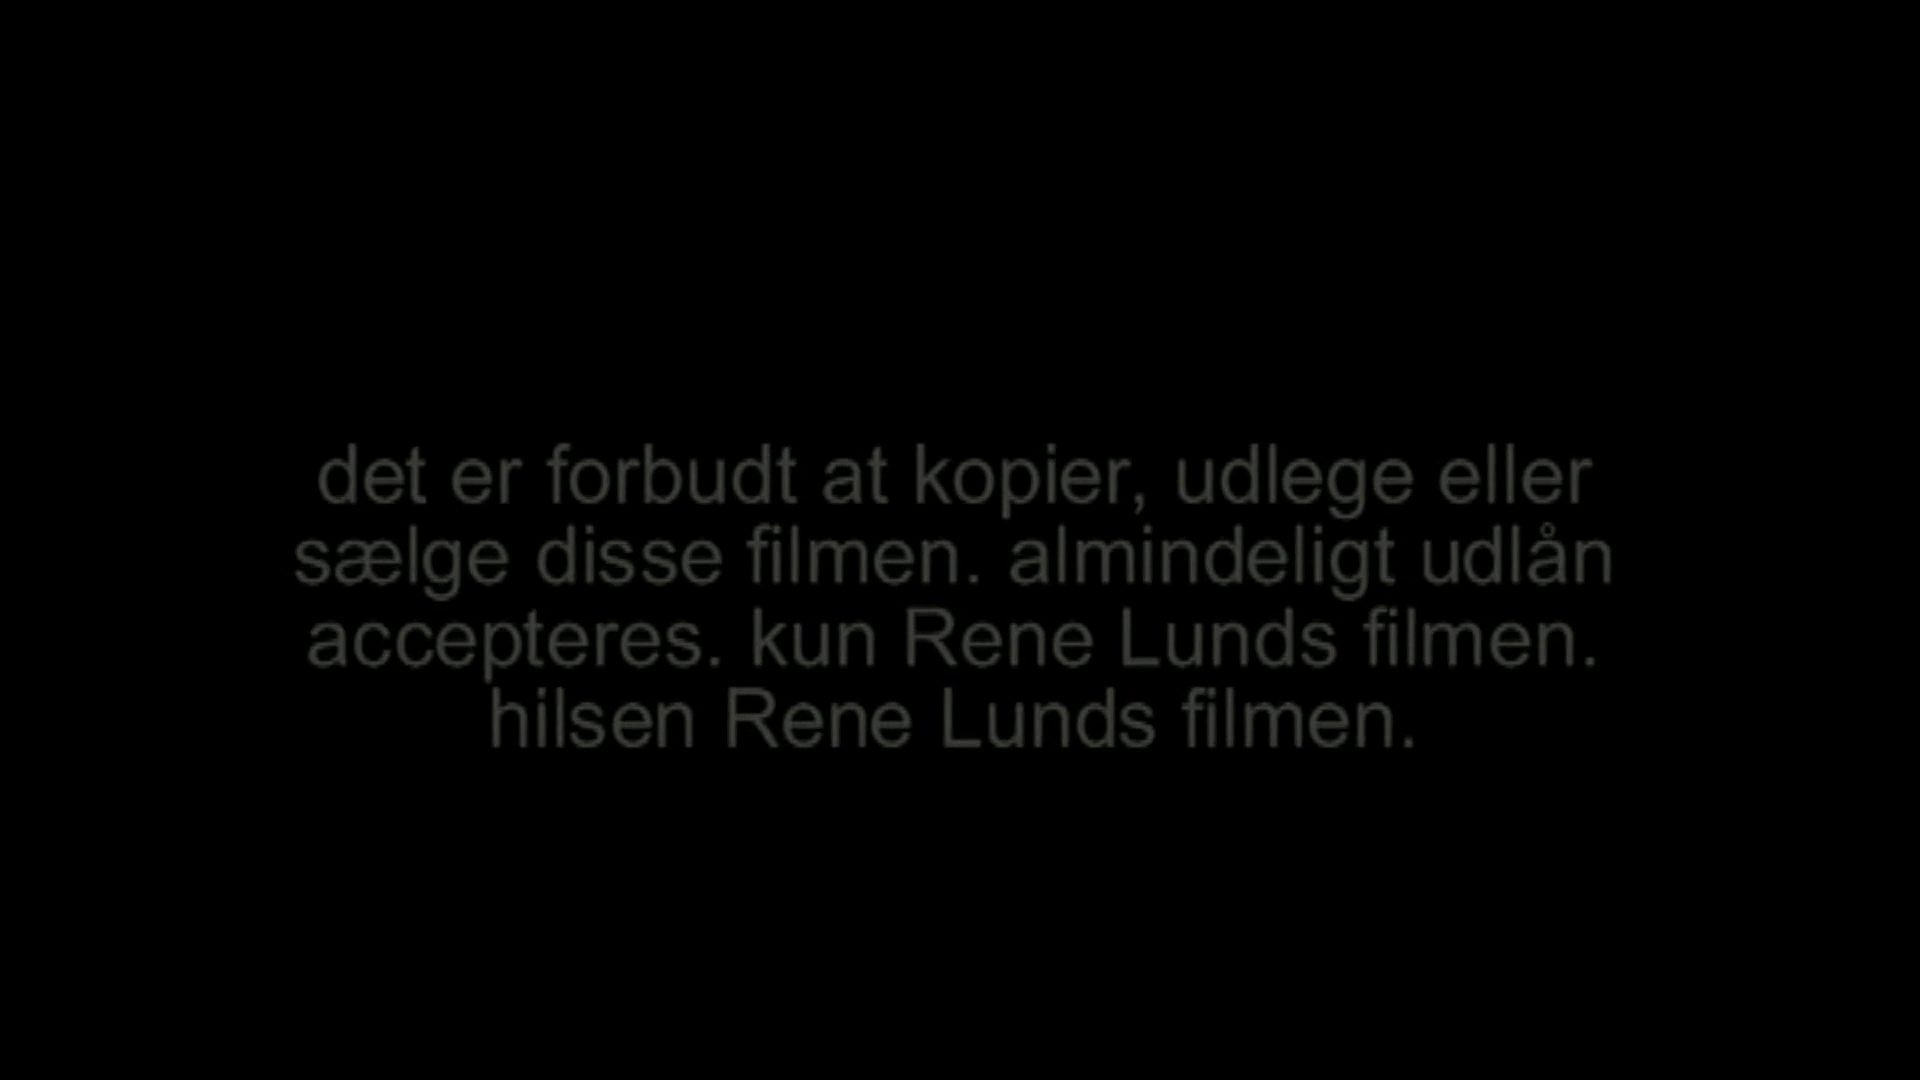 det er forbudt at kopier, udlege eller
sælge disse filmen. almindeligt udlån
accepteres. kun Rene Lunds filmen.
hilsen Rene Lunds filmen.